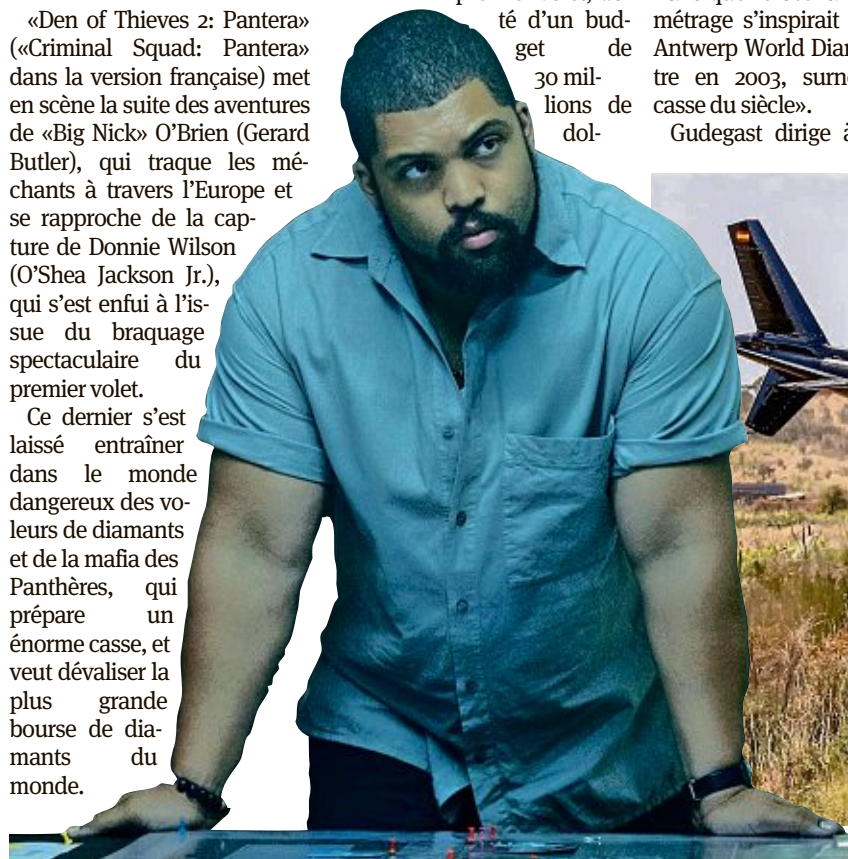 «Den of Thieves 2: Pantera»
(«Criminal Squad: Pantera»
dans la version française) met
en scène la suite des aventures
de «Big Nick» O’Brien (Gerard
Butler), qui traque les mé-
chants à travers l’Europe et
se rapproche de la cap-
ture de Donnie Wilson
(O’Shea Jackson Jr.),
qui s’est enfui à l’is-
sue du braquage
spectaculaire du
premier volet.
Ce dernier s’est
laissé entraîner
dans le monde
dangereux des vo-
leurs de diamants
et de la mafia des
Panthères, qui
prépare un
énorme casse, et
veut dévaliser la
plus grande
bourse de dia-
mants du
monde.
té d’un bud-
get de
30 mil-
lions de
dol-
métrage s’inspirait
Antwerp World Diam
tre en 2003, surn
casse du siècle».
Gudegast dirige à